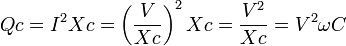 Qc = I^2 Xc = \left(\frac{V}{Xc}\right)^2 Xc = \frac{V^2}{Xc} = V^2 \omega C